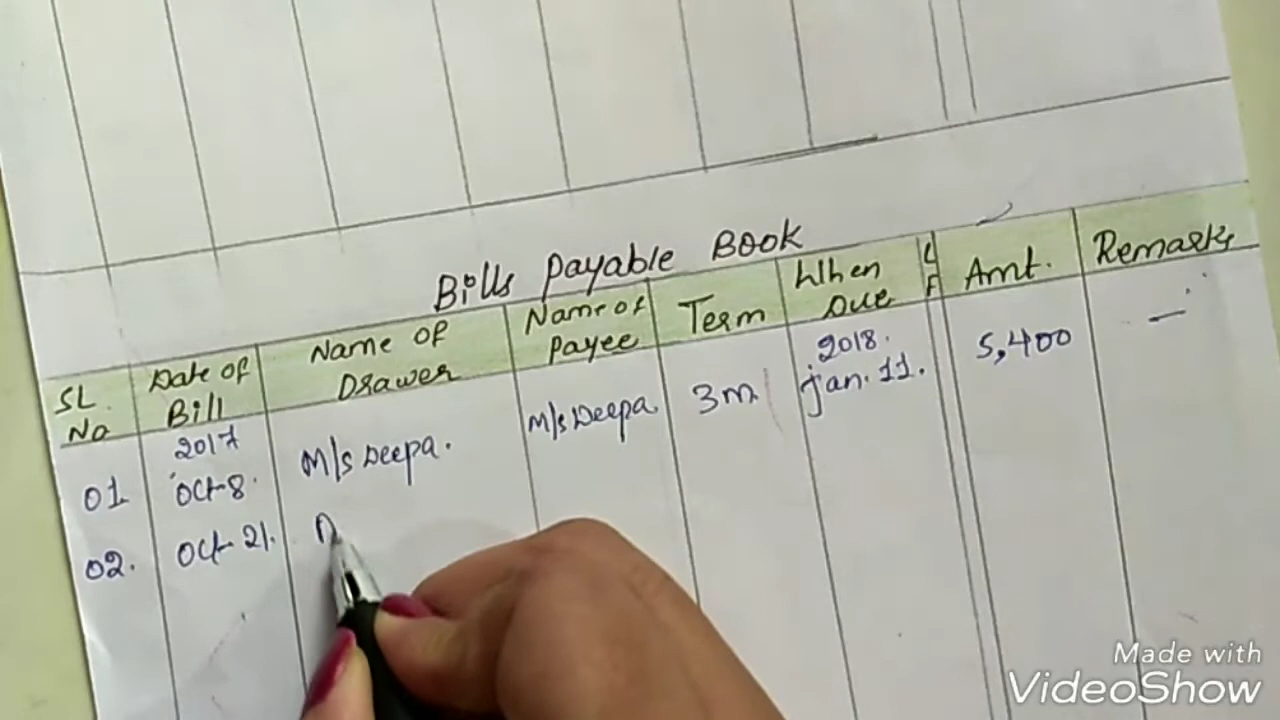 Bills Payable BOOK
SL No Date of Bill Name of Drawer Name of Payee Term When Due L F Amt. Remarks
01 2017 Oct-8. M/s Deepa. M/s Deepa 3m 2018. jan. 11. 5,400 —
02. Oct-21.
Made with
VideoShow